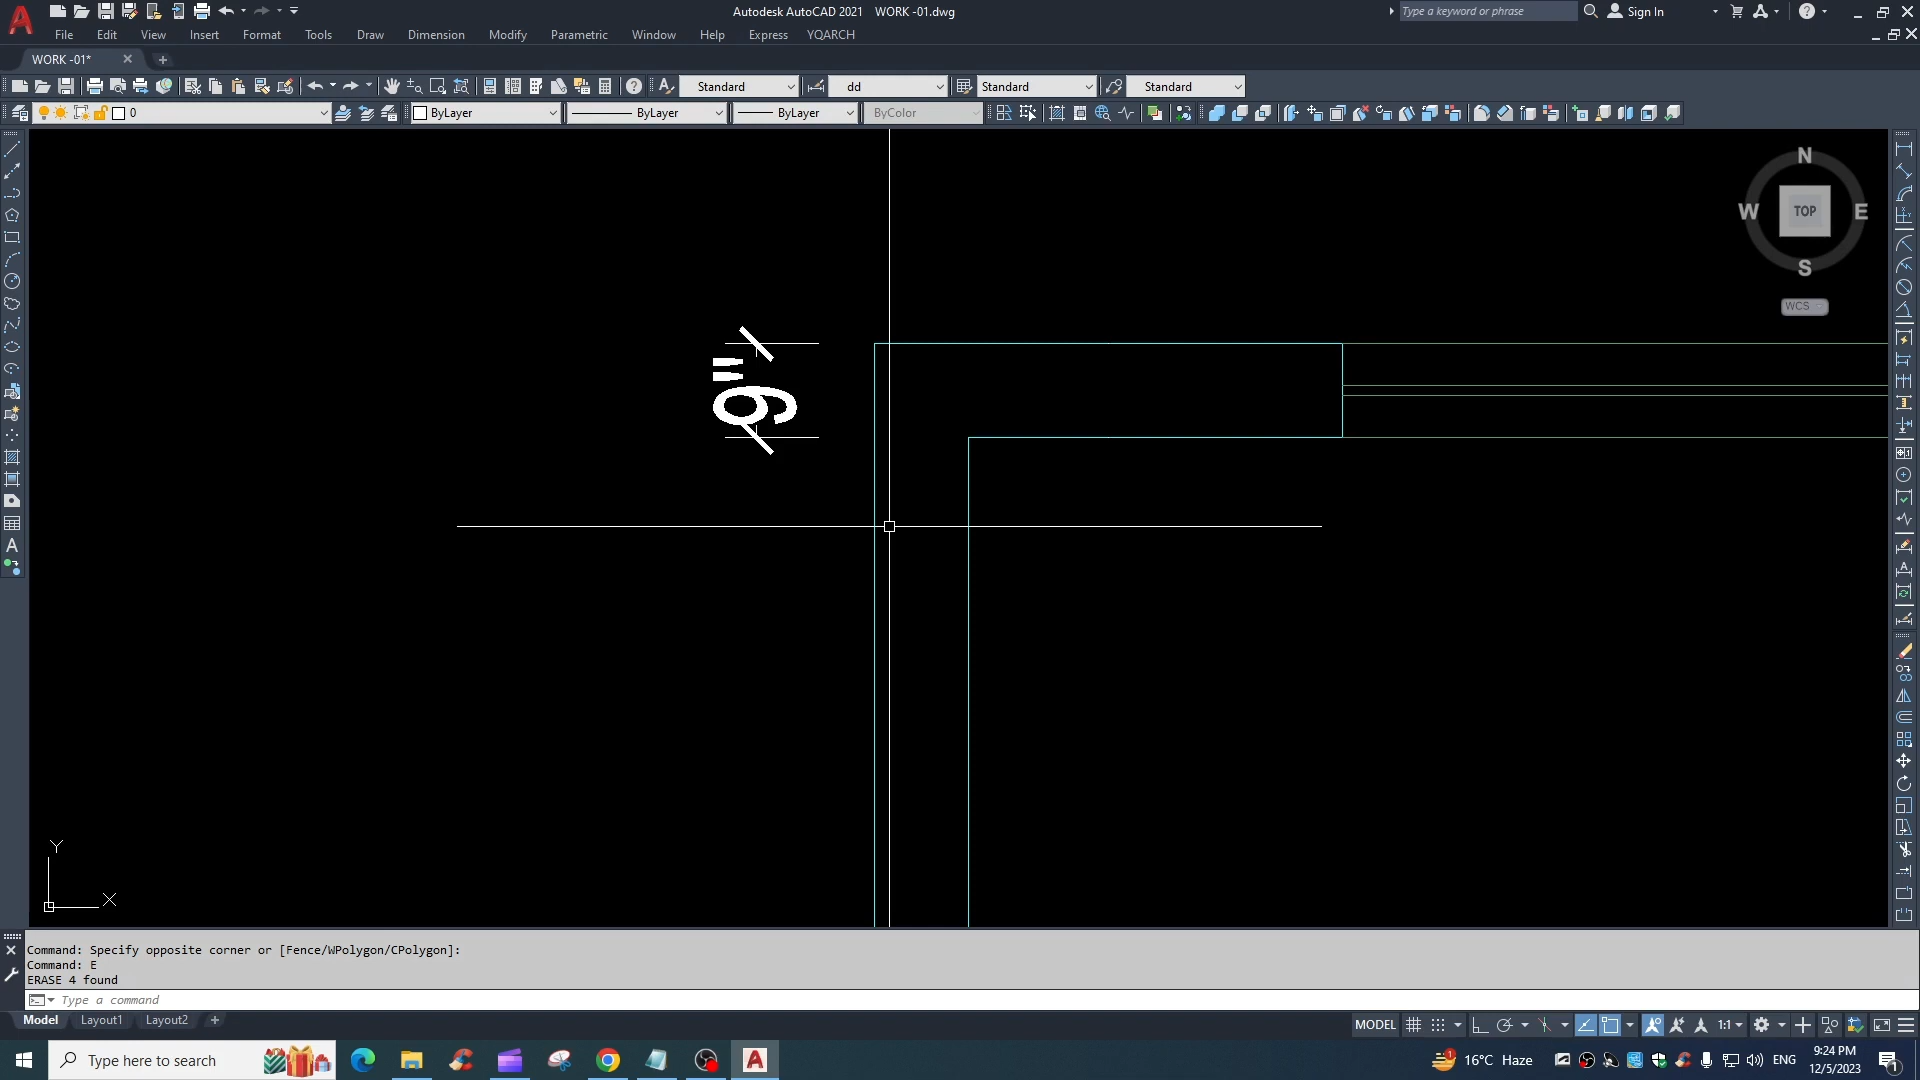 Autodesk AutoCAD 2021 WORK -01.dwg
Type a keyword or phrase
Sign In
File Edit View Insert Format Tools Draw Dimension Modify Parametric Window Help Express YQARCH
WORK -01*
Standard dd Standard Standard
0 ByLayer ByLayer ByLayer ByColor
N
W TOP E
S
WCS
9"
Y
X
Command: Specify opposite corner or [Fence/WPolygon/CPolygon]:
Command: E
ERASE 4 found
Type a command
Model Layout1 Layout2
MODEL 1:1
Type here to search
16°C Haze ENG
9:24 PM
12/5/2023